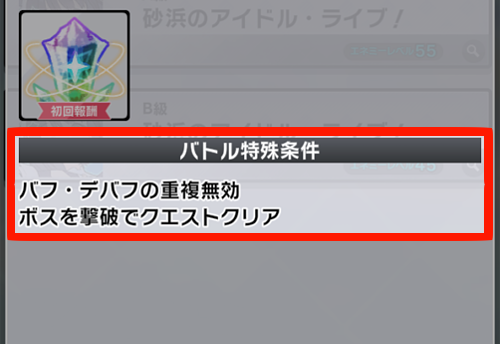 砂浜のアイドル・ライブ！
55
初回報酬
B級
バトル特殊条件
バフ・デバフの重複無効
ボスを撃破でクエストクリア